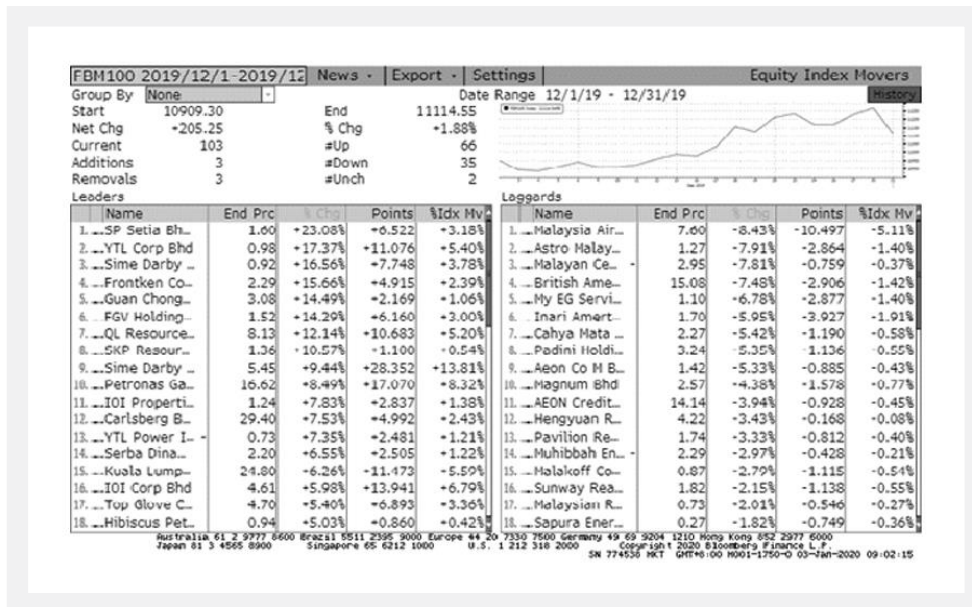 FBM100 2019/12/1-2019/12 News - Export - Settings Equity Index Movers
Group By None Date Range 12/1/19 - 12/31/19 History
Start 10909.30 End 11114.55
Net Chg +205.25 % Chg +1.88%
Current 103 #Up 66
Additions 3 #Down 35
Removals 3 #Unch 2
Leaders Laggards
Name End Prc % Chg Points %Idx Mv Name End Prc % Chg Points %Idx Mv
1. SP Setia Bh… 1.60 +23.08% +6.522 +3.18% 1. Malaysia Air… 7.60 -8.43% -10.497 -5.11%
2. YTL Corp Bhd 0.98 +17.37% +11.076 +5.40% 2. Astro Malay… 1.27 -7.91% -2.864 -1.40%
3. Sime Darby … 0.92 +16.56% +7.748 +3.78% 3. Malayan Ce… 2.95 -7.81% -0.759 -0.37%
4. Frontken Co… 2.29 +15.66% +4.915 +2.39% 4. British Ame… 15.08 -7.48% -2.906 -1.42%
5. Guan Chong… 3.08 +14.49% +2.169 +1.06% 5. My EG Servi… 1.10 -6.78% -2.877 -1.40%
6. FGV Holding… 1.52 +14.29% +6.160 +3.00% 6. Inari Amert… 1.70 -5.95% -3.927 -1.91%
7. QL Resource… 8.13 +12.14% +10.683 +5.20% 7. Cahya Mata … 2.27 -5.42% -1.190 -0.58%
8. SKP Resour… 1.36 +10.57% +1.100 +0.54% 8. Padini Holdi… 3.24 -5.35% -1.136 -0.55%
9. Sime Darby … 5.45 +9.44% +28.352 +13.81% 9. Aeon Co M B… 1.42 -5.33% -0.885 -0.43%
10. Petronas Ga… 16.62 +8.49% +17.070 +8.32% 10. Magnum Bhd 2.57 -4.38% -1.578 -0.77%
11. IOI Properti… 1.24 +7.83% +2.837 +1.38% 11. AEON Credit… 14.14 -3.94% -0.928 -0.45%
12. Carlsberg B… 29.40 +7.53% +4.992 +2.43% 12. Hengyuan R… 4.22 -3.43% -0.168 -0.08%
13. YTL Power I… 0.73 +7.35% +2.481 +1.21% 13. Pavilion Re… 1.74 -3.33% -0.812 -0.40%
14. Serba Dina… 2.20 +6.55% +2.505 +1.22% 14. Muhibbah En… 2.29 -2.97% -0.428 -0.21%
15. Kuala Lump… 24.80 +6.26% +11.473 +5.59% 15. Malakoff Co… 0.87 -2.79% -1.115 -0.54%
16. IOI Corp Bhd 4.61 +5.98% +13.941 +6.79% 16. Sunway Rea… 1.82 -2.15% -1.138 -0.55%
17. Top Glove C… 4.70 +5.40% +6.893 +3.36% 17. Malaysian R… 0.73 -2.01% -0.546 -0.27%
18. Hibiscus Pet… 0.94 +5.03% +0.860 +0.42% 18. Sapura Ener… 0.27 -1.82% -0.749 -0.36%
Australia 61 2 9777 8600 Brazil 5511 2395 9000 Europe 44 20 7330 7500 Germany 49 69 9204 1210 Hong Kong 852 2977 6000
Japan 81 3 4565 8900 Singapore 65 6212 1000 U.S. 1 212 318 2000 Copyright 2020 Bloomberg Finance L.P.
SN 774536 MKT GMT+8:00 03-Jan-2020 09:02:15